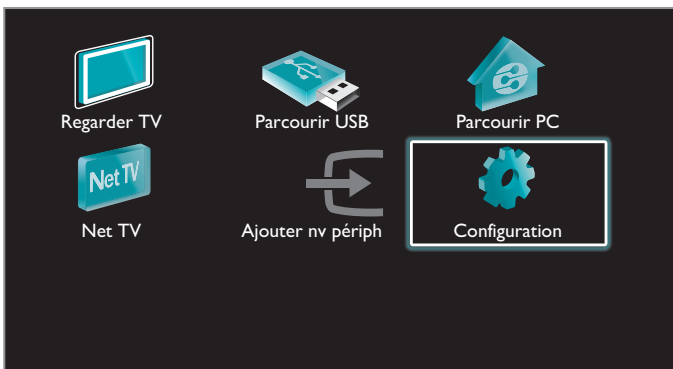 Regarder TV
Parcourir USB
Parcourir PC
Net TV
Net TV
Ajouter nv périph
Configuration